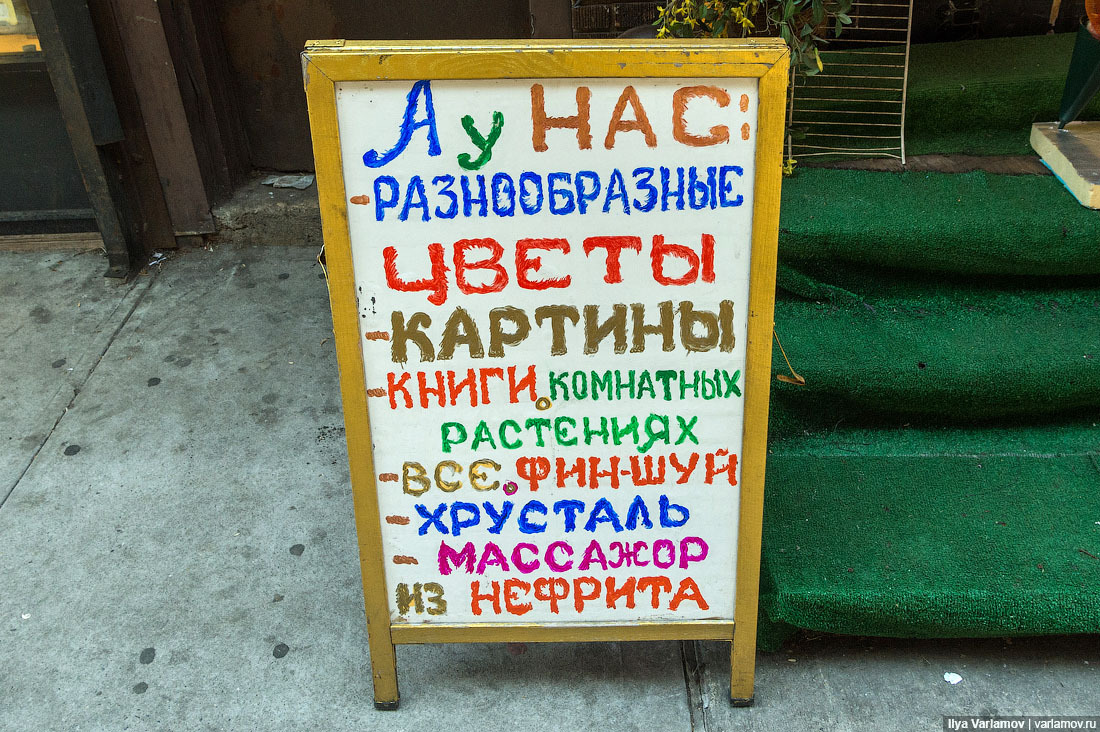 А у НАС:
- РАЗНООБРАЗНЫЕ
ЦВЕТЫ
- КАРТИНЫ
- КНИГИ о КОМНАТНЫХ
РАСТЕНИЯХ
- ВСЕ о ФИН-ШУЙ
- ХРУСТАЛЬ
- МАССАЖОР
ИЗ НЕФРИТА
Ilya Varlamov | varlamov.ru